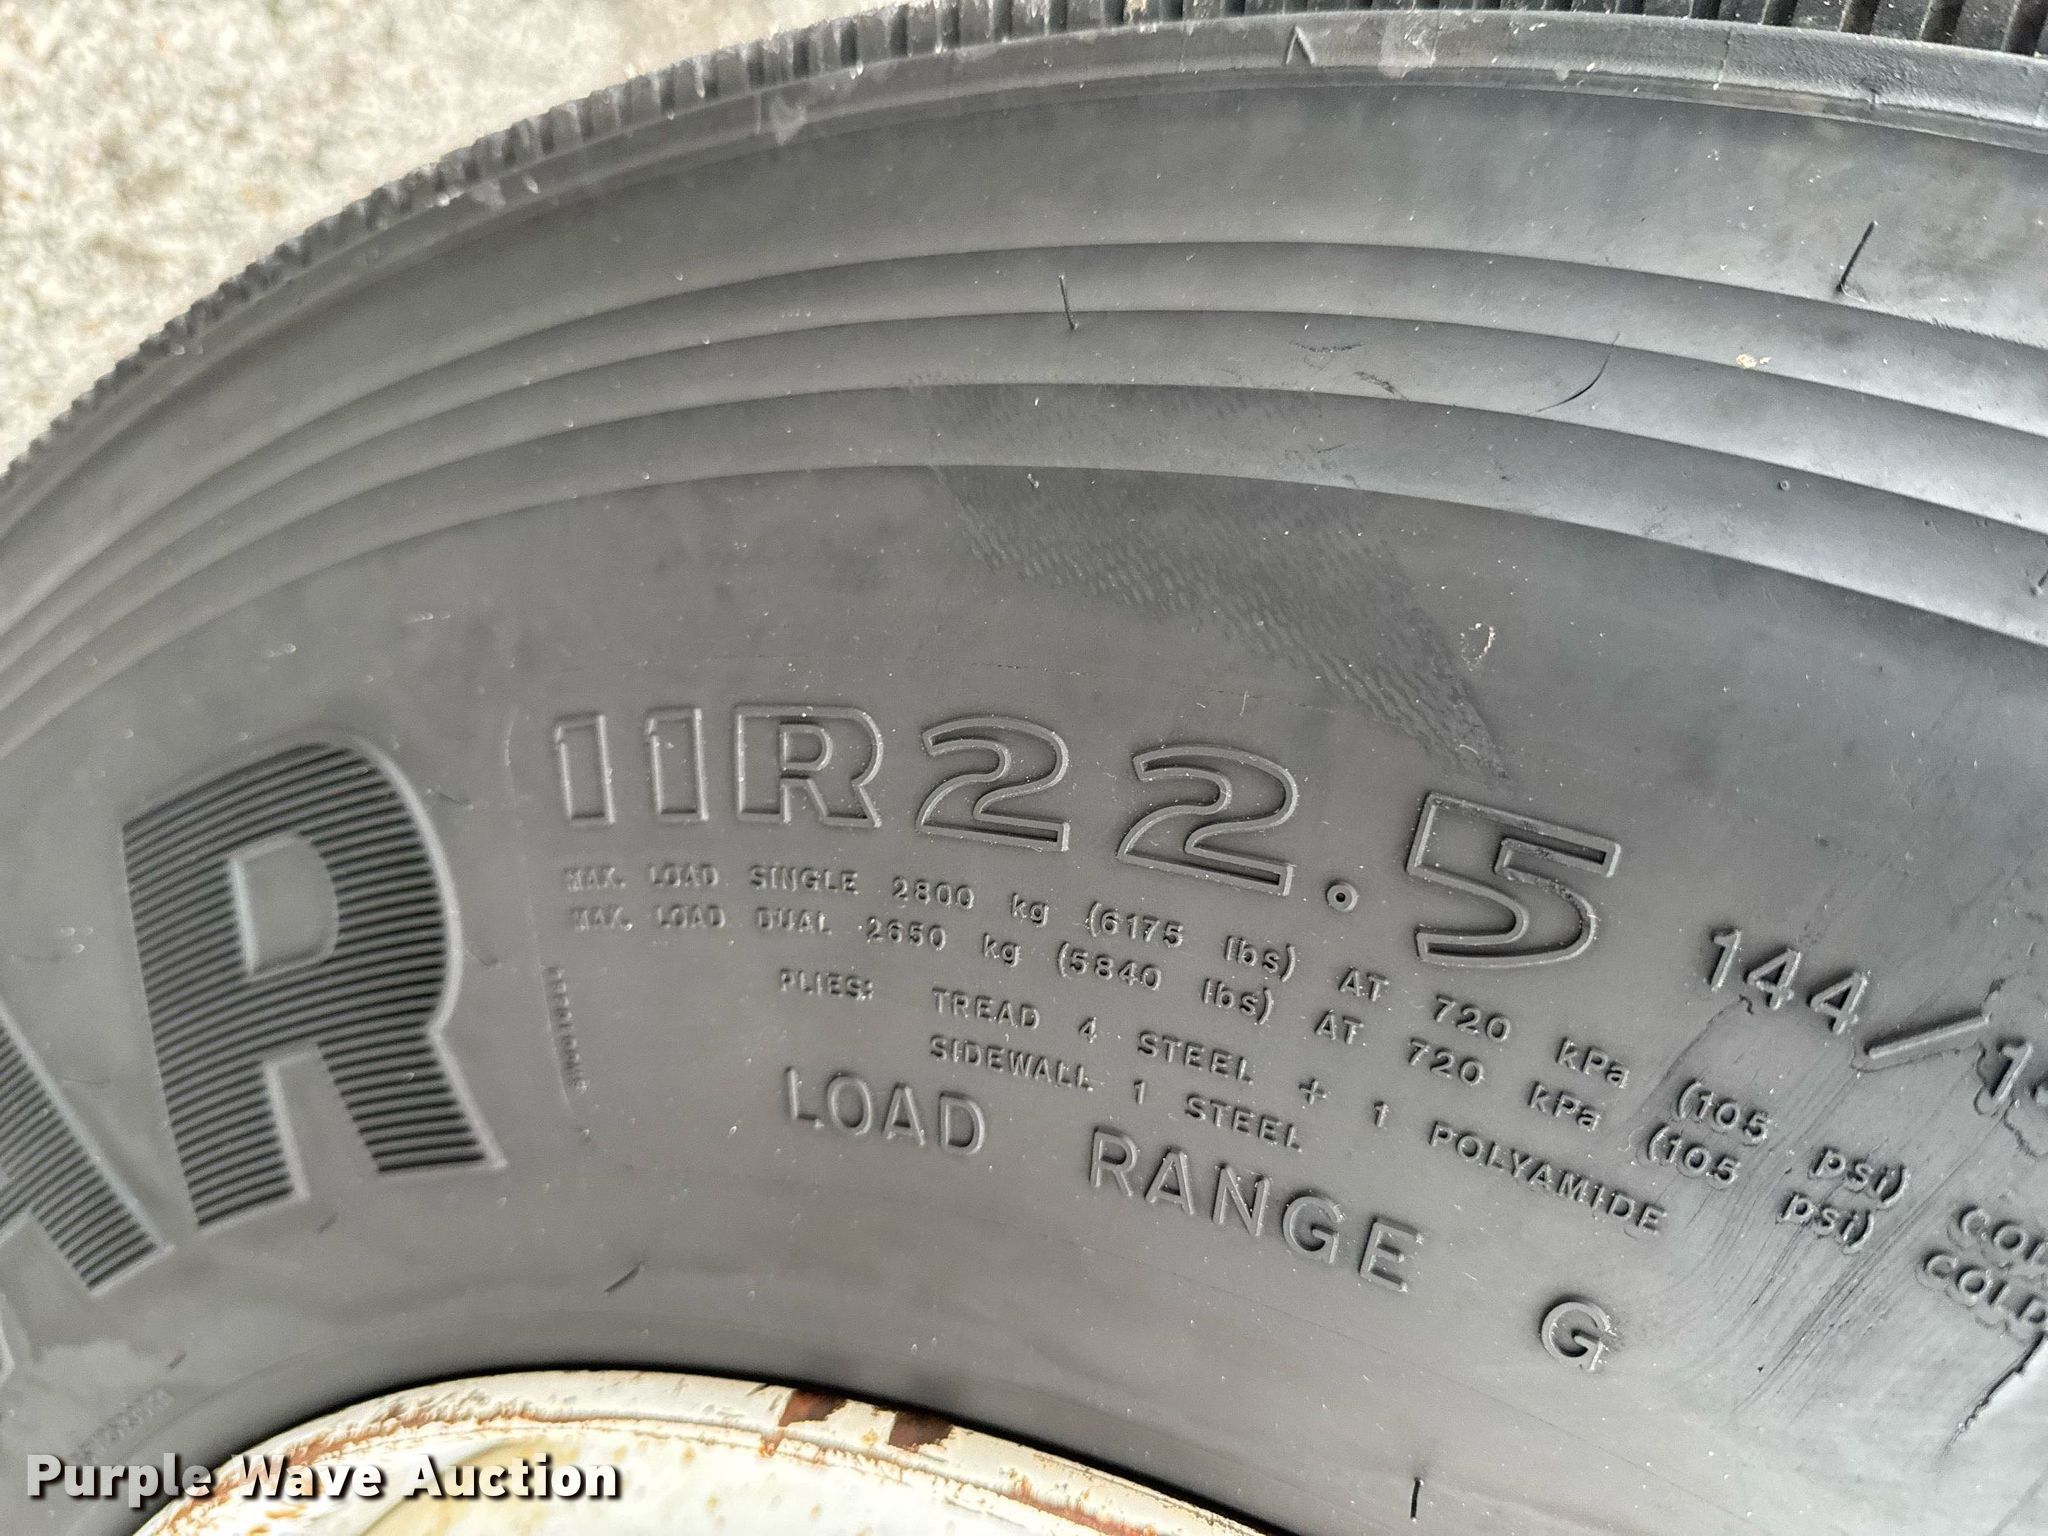 AR
11R22.5 144/1
MAX. LOAD SINGLE 2800 kg (6175 lbs) AT 720 kPa (105 psi) COL
MAX. LOAD DUAL 2650 kg (5840 lbs) AT 720 kPa (105 psi) COLD
PLIES: TREAD 4 STEEL + 1 POLYAMIDE
SIDEWALL 1 STEEL
LOAD RANGE G
Purple Wave Auction